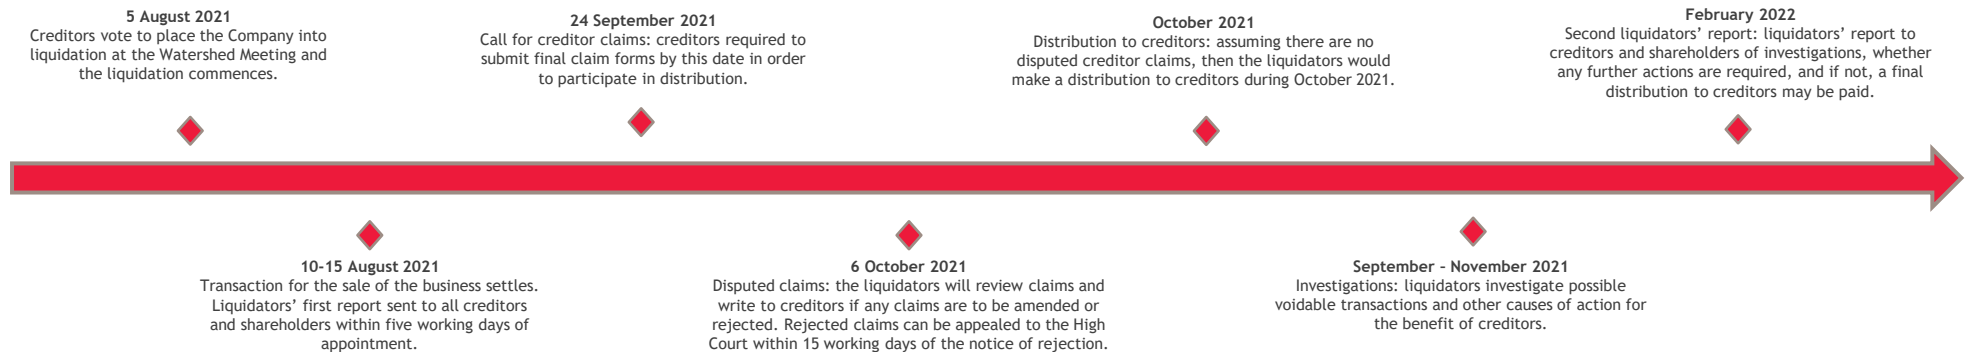 5 August 2021
Creditors vote to place the Company into
liquidation at the Watershed Meeting and
the liquidation commences.
24 September 2021
Call for creditor claims: creditors required to
submit final claim forms by this date in order
to participate in distribution.
October 2021
Distribution to creditors: assuming there are no
disputed creditor claims, then the liquidators would
make a distribution to creditors during October 2021.
February 2022
Second liquidators’ report: liquidators’ report to
creditors and shareholders of investigations, whether
any further actions are required, and if not, a final
distribution to creditors may be paid.
10-15 August 2021
Transaction for the sale of the business settles.
Liquidators’ first report sent to all creditors
and shareholders within five working days of
appointment.
6 October 2021
Disputed claims: the liquidators will review claims and
write to creditors if any claims are to be amended or
rejected. Rejected claims can be appealed to the High
Court within 15 working days of the notice of rejection.
September – November 2021
Investigations: liquidators investigate possible
voidable transactions and other causes of action for
the benefit of creditors.